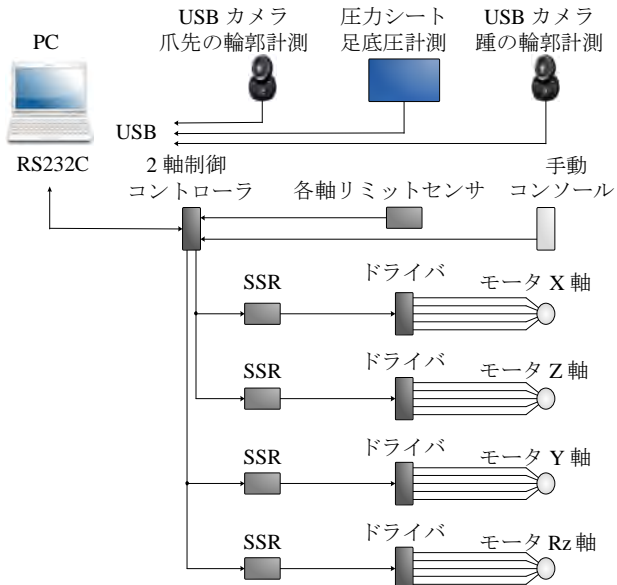 PC
USB カメラ
爪先の輪郭計測
圧力シート
足底圧計測
USB カメラ
踵の輪郭計測
USB
RS232C
2 軸制御
コントローラ
各軸リミットセンサ
手動
コンソール
SSR
ドライバ
モータ X 軸
SSR
ドライバ
モータ Z 軸
SSR
ドライバ
モータ Y 軸
SSR
ドライバ
モータ Rz 軸